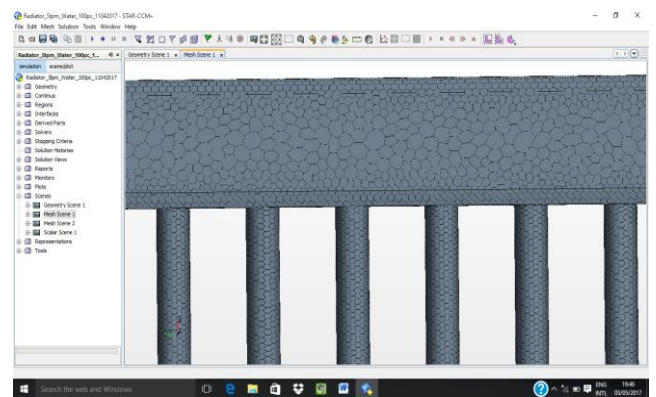 Radiator_5lpm_Water_100pc_11042017 - STAR-CCM+
File Edit Mesh Solution Tools Window Help
Radiator_5lpm_Water_100pc_1...
Geometry Scene 1
Mesh Scene 1
simulation scene/plot
Radiator_5lpm_Water_100pc_11042017
Geometry
Continua
Regions
Interfaces
Derived Parts
Solvers
Stopping Criteria
Solution Histories
Solution Views
Reports
Monitors
Plots
Scenes
Geometry Scene 1
Mesh Scene 1
Mesh Scene 2
Scalar Scene 1
Representations
Tools
Search the web and Windows
ENG 19:46
INTL 03/05/2017